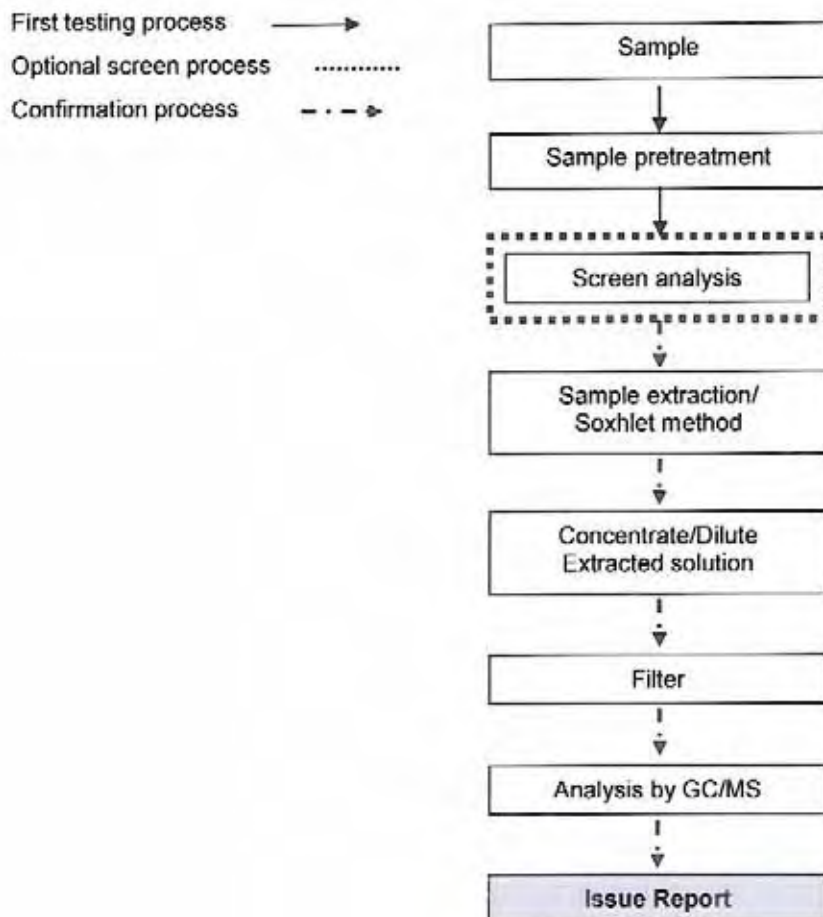 First testing process
Optional screen process
Confirmation process
Sample
Sample pretreatment
Screen analysis
Sample extraction/
Soxhlet method
Concentrate/Dilute
Extracted solution
Filter
Analysis by GC/MS
Issue Report